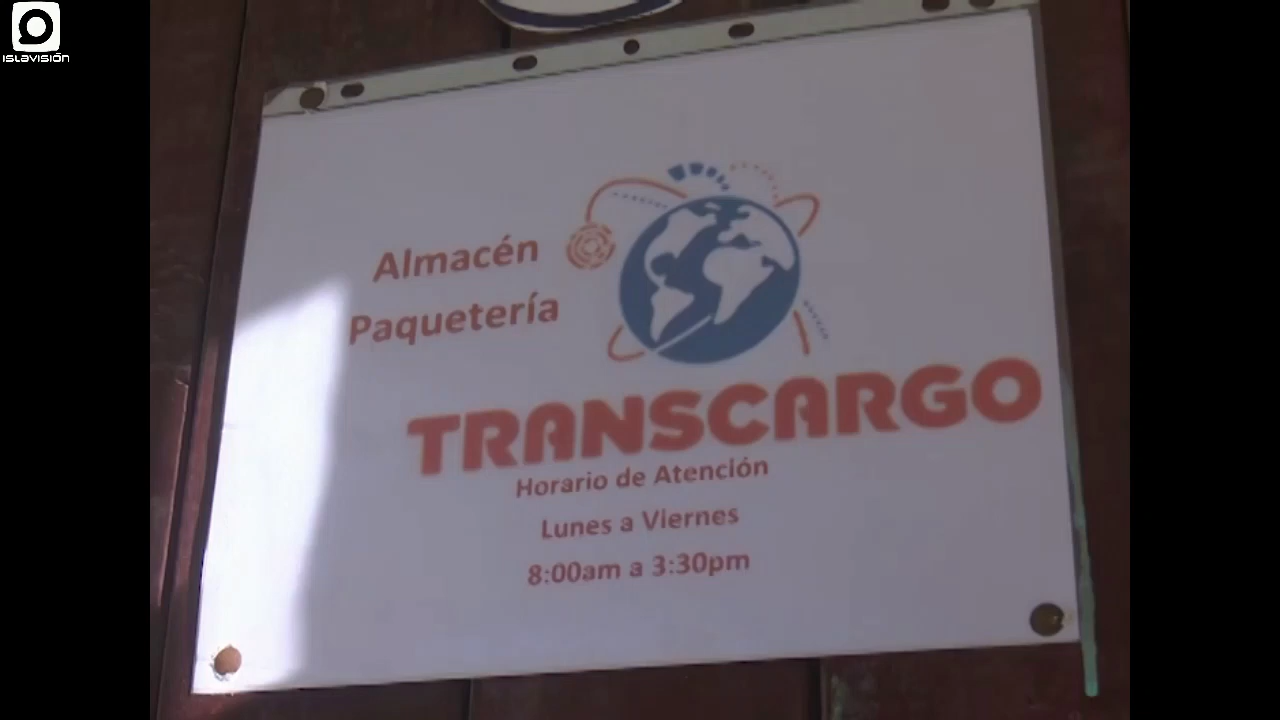 ISLAVISIÓN
Almacén
Paquetería
TRANSCARGO
Horario de Atención
Lunes a Viernes
8:00am a 3:30pm